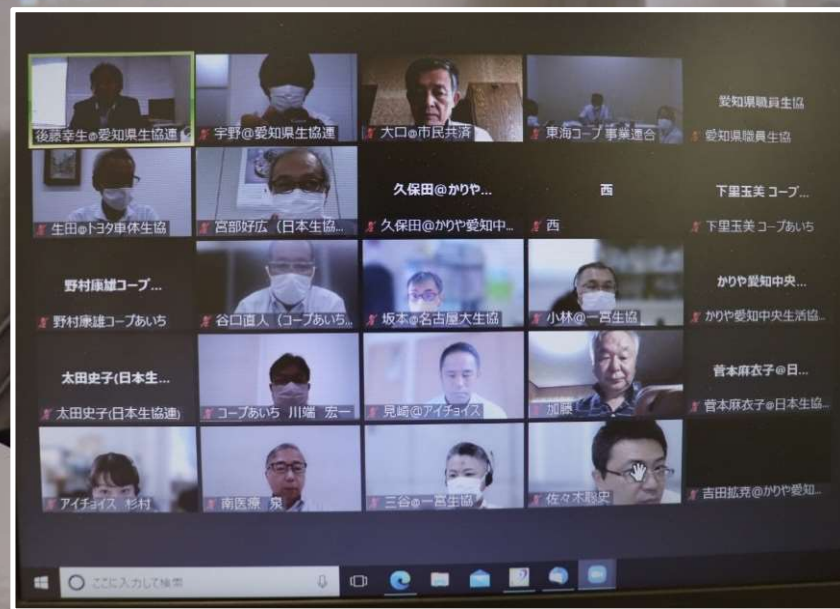 後藤幸生@愛知県生協連
宇野@愛知県生協連
大口@市民共済
東海コープ事業連合
愛知県職員生協
愛知県職員生協
生田@トヨタ車体生協
宮部好広(日本生協...
久保田@かりや...
久保田@かりや愛知中...
西
西
下里玉美 コープ...
下里玉美 コープあいち
野村康雄コープ...
野村康雄コープあいち
谷口直人(コープあいち...
坂本@名古屋大生協
小林@一宮生協
かりや愛知中央...
かりや愛知中央生活協...
太田史子(日本生...
太田史子(日本生協連)
コープあいち 川端 宏一
見崎@アイチョイス
加藤
菅本麻衣子@日...
菅本麻衣子@日本生協...
アイチョイス 杉村
南医療 泉
三谷@一宮生協
佐々木聡史
吉田拡克@かりや愛知...
ここに入力して検索